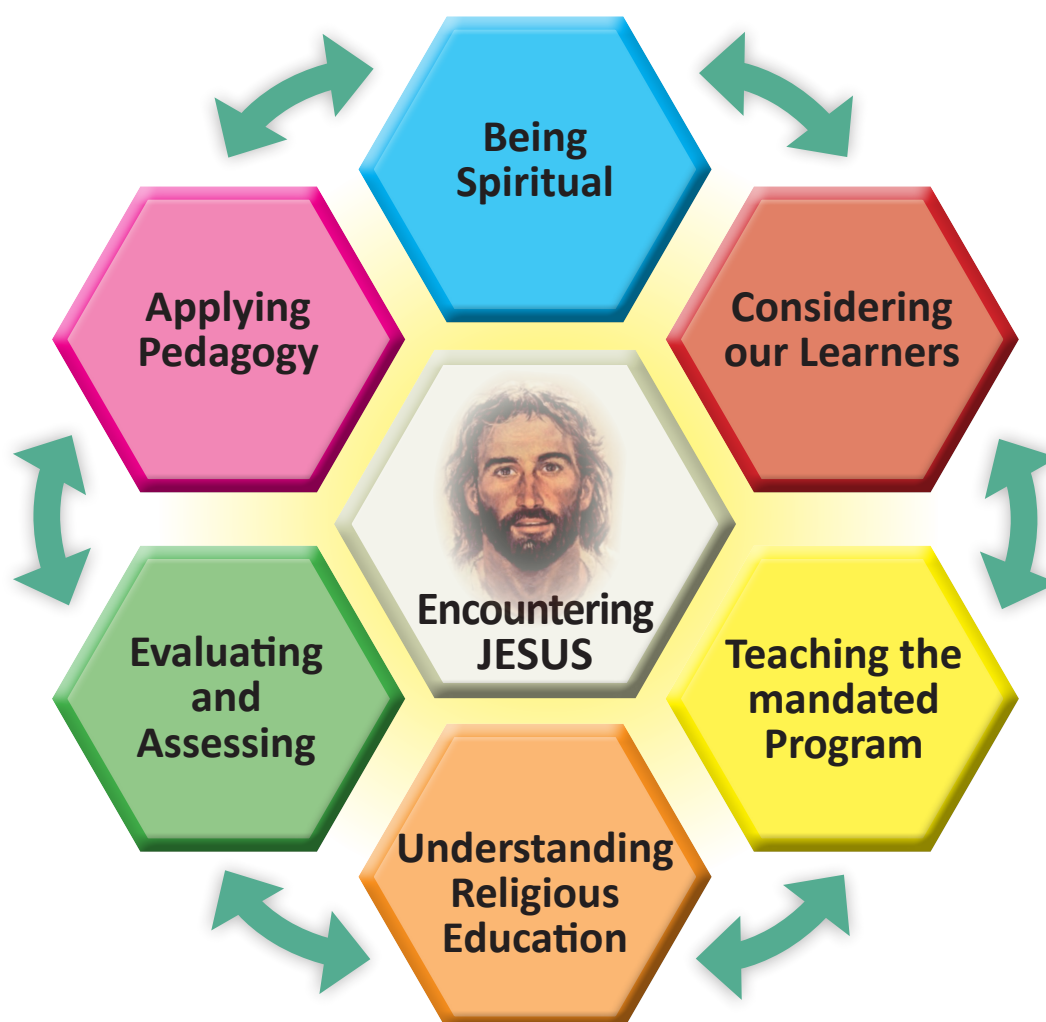 Being
Spiritual
Applying
Pedagogy
Considering
our Learners
Encountering
JESUS
Evaluating
and
Assessing
Teaching the
mandated
Program
Understanding
Religious
Education